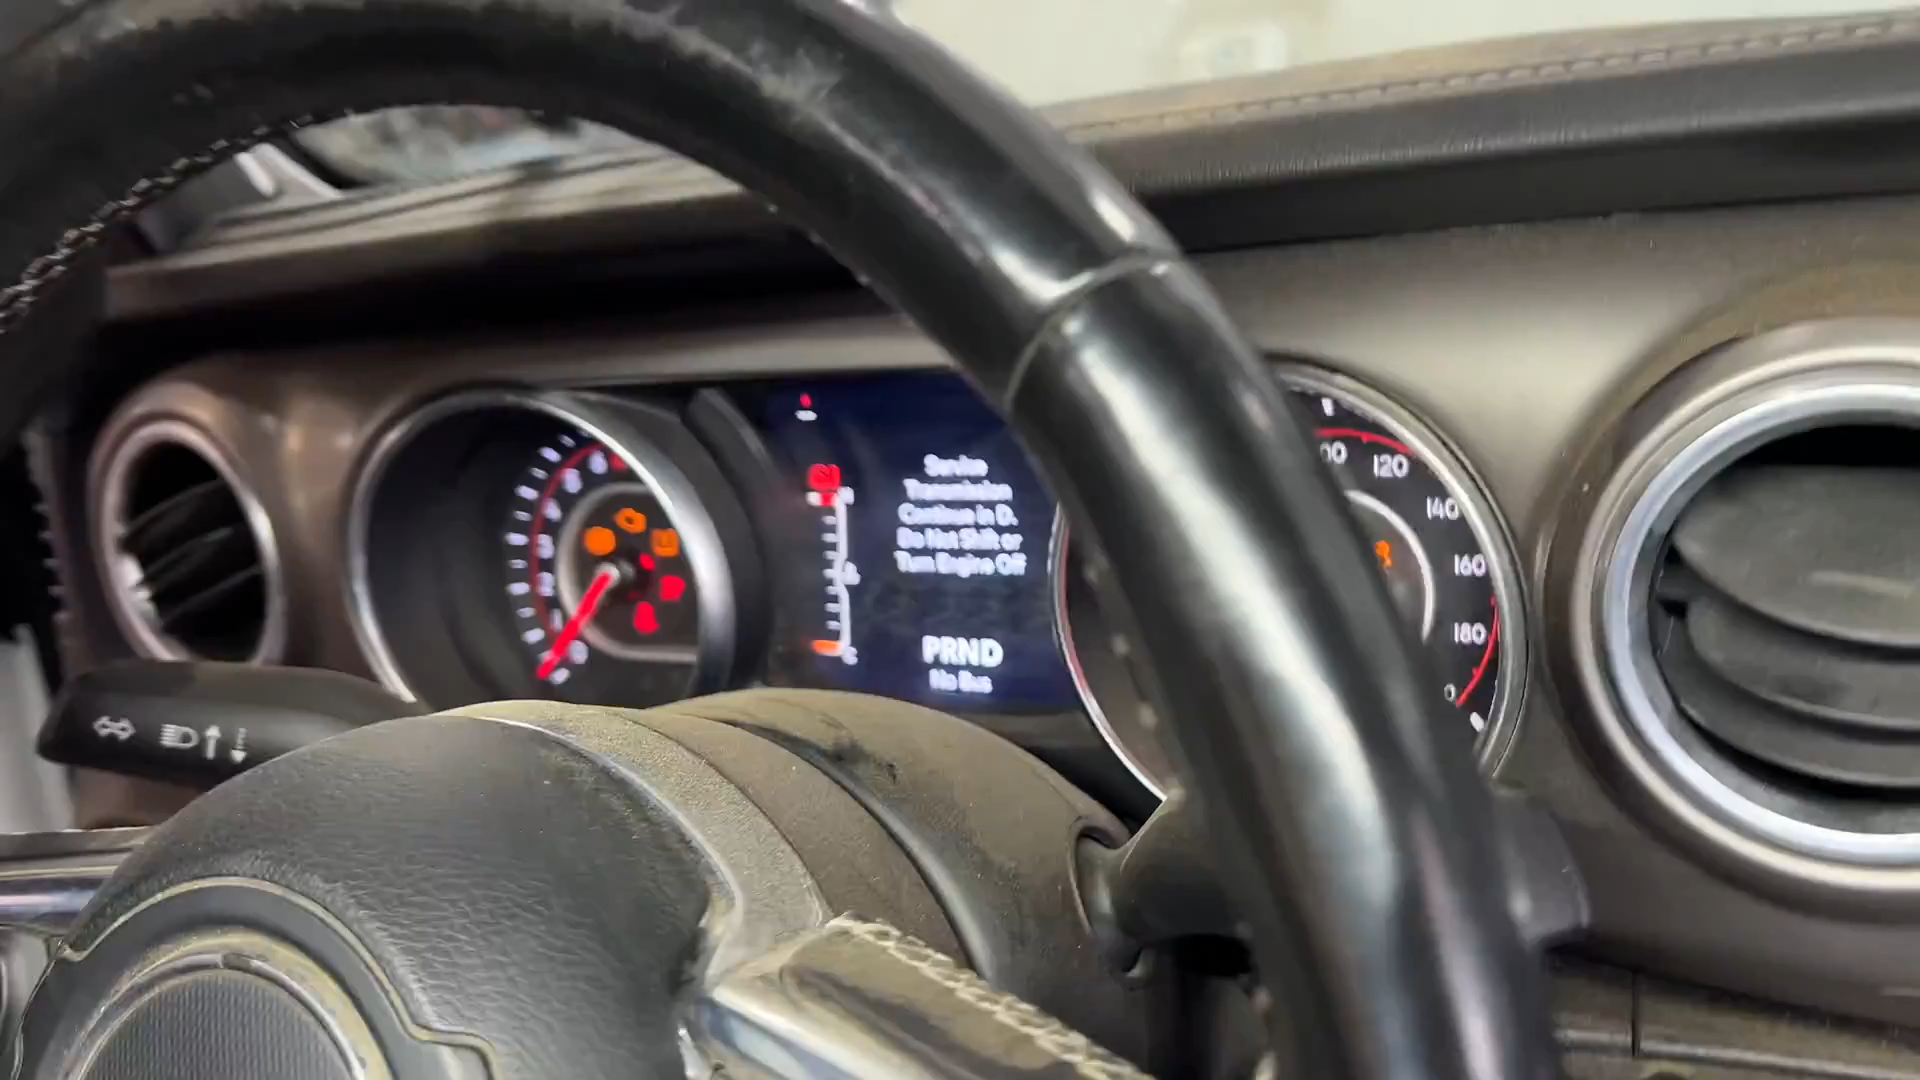 Service
Transmission
Continue in D.
Do Not Shift or
Turn Engine Off
PRND
No Bus
C
120
140
160
180